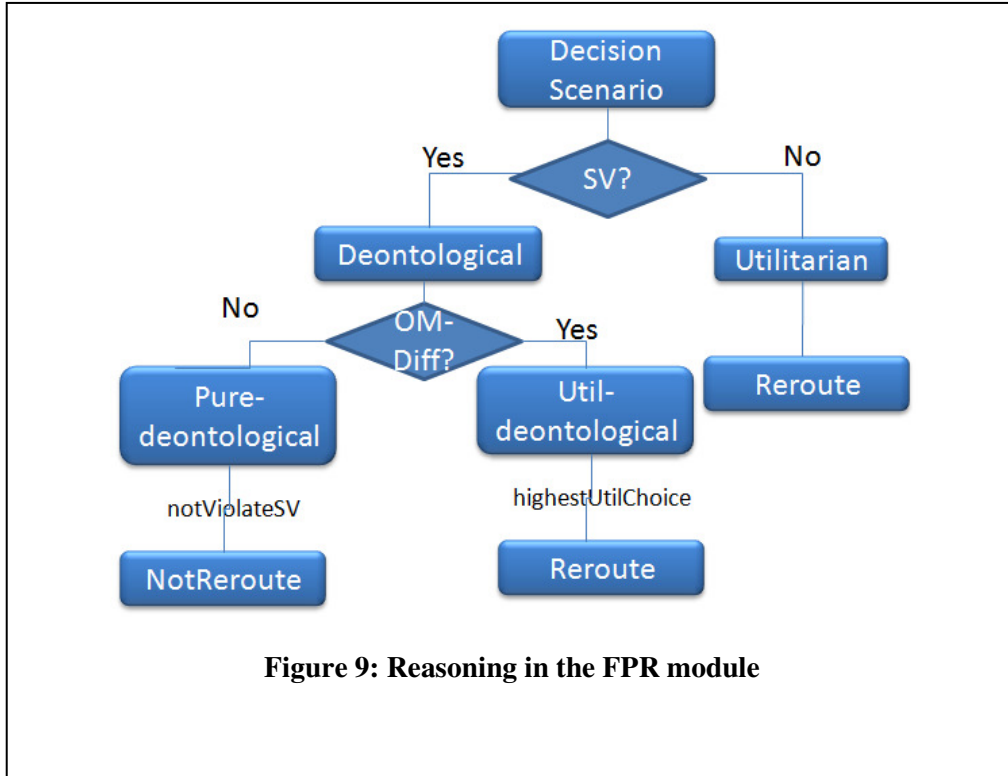 Decision
Scenario
Yes
No
SV?
Deontological
Utilitarian
No
OM-
Diff?
Yes
Pure-
deontological
Util-
deontological
Reroute
notViolateSV
highestUtilChoice
NotReroute
Reroute
Figure 9: Reasoning in the FPR module